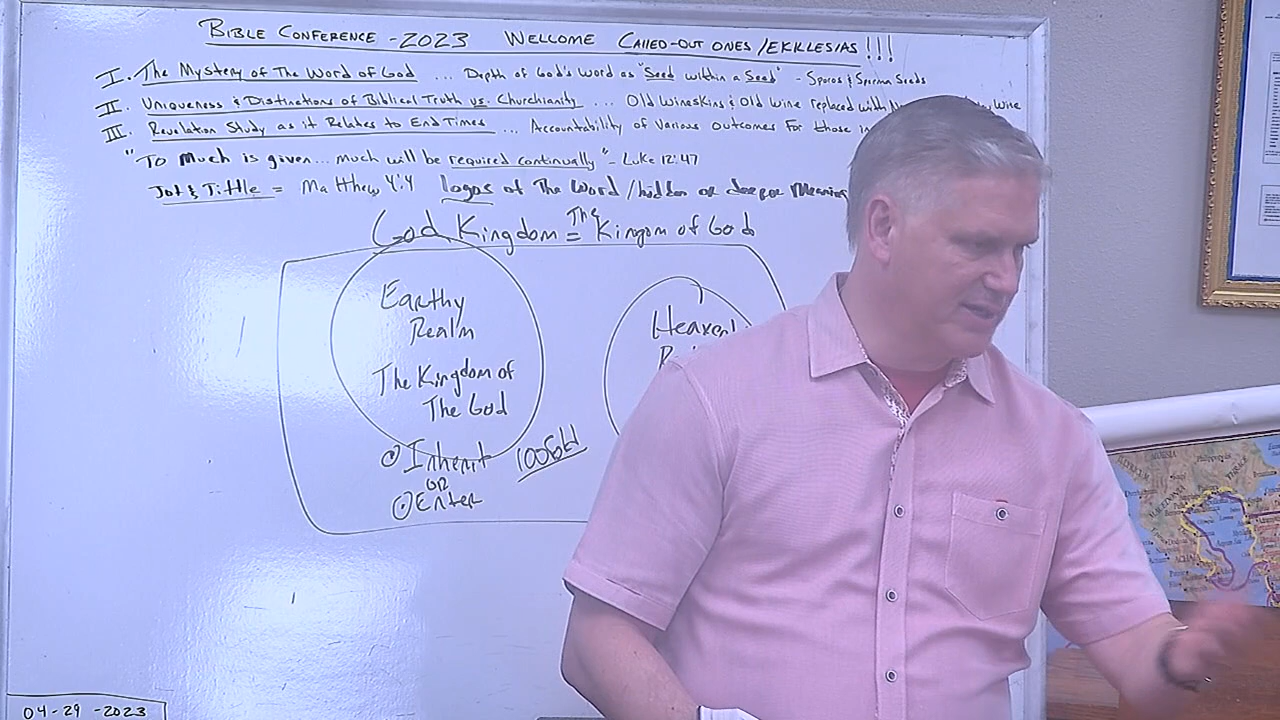 BIBLE CONFERENCE - 2023 WELCOME CALLED-OUT ONES / EKKLESIAS !!!
I. The Mystery of The Word of God ... Depth of God's Word as "Seed within a Seed" - Sporos & Sperma Seeds
II. Uniqueness & Distinctions of Biblical Truth vs. Churchianity ... Old Wineskins & Old Wine replaced with Wine
III. Revelation Study as it Relates to End Times ... Accountability of Various Outcomes For those in
"To Much is given... much will be required continually" - Luke 12:47
Jot & Tittle = Matthew 4:4 logos of The Word / hidden or deeper Meaning
God Kingdom = The Kingom of God
Earthy
Realm
The Kingdom of
The God
Inherit 100fold
OR
Enter
Heavenl
04-29-2023